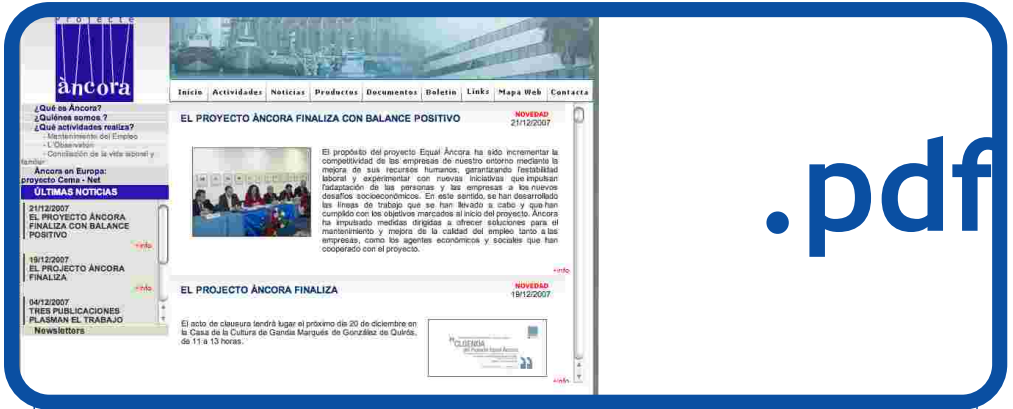 PROJECTE
àncora
Inicio Actividades Noticias Productos Documentos Boletin Links Mapa Web Contacta
¿Qué es Àncora?
¿Quiénes somos ?
¿Qué actividades realiza?
- Mantenimiento del Empleo
- L'Observatori
- Conciliación de la vida laboral y
familiar
Àncora en Europa:
proyecto Cema - Net
ÚLTIMAS NOTICIAS
21/12/2007
EL PROYECTO ÀNCORA
FINALIZA CON BALANCE
POSITIVO
+info
19/12/2007
EL PROJECTO ÀNCORA
FINALIZA
+info
04/12/2007
TRES PUBLICACIONES
PLASMAN EL TRABAJO
Newsletters
EL PROYECTO ÀNCORA FINALIZA CON BALANCE POSITIVO
NOVEDAD
21/12/2007
El propósito del proyecto Equal Àncora ha sido incrementar la
competitividad de las empresas de nuestro entorno mediante la
mejora de sus recursos humanos, garantizando l'estabilidad
laboral y experimentar con nuevas iniciativas que impulsan
l'adaptación de las personas y las empresas a los nuevos
desafíos socioeconómicos. En este sentido, se han desarrollado
las líneas de trabajo que se han llevado a cabo y que han
cumplido con los objetivos marcados al inicio del proyecto. Àncora
ha impulsado medidas dirigidas a ofrecer soluciones para el
mantenimiento y mejora de la calidad del empleo tanto a las
empresas, como los agentes económicos y sociales que han
cooperado con el proyecto.
+info
EL PROJECTO ÀNCORA FINALIZA
NOVEDAD
19/12/2007
El acto de clausura tendrá lugar el próximo día 20 de diciembre en
la Casa de la Cultura de Gandia Marqués de González de Quirós,
de 11 a 13 horas.
CLOENDA
del Projecte Equal Àncora
+info
.pdf